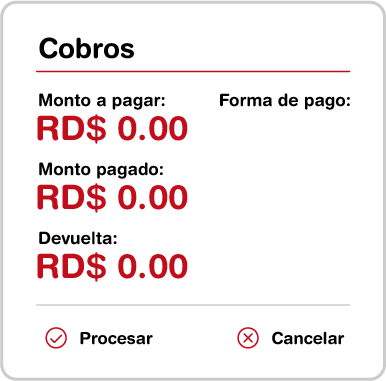 Cobros
Monto a pagar: Forma de pago:
RD$ 0.00
Monto pagado:
RD$ 0.00
Devuelta:
RD$ 0.00
Procesar Cancelar